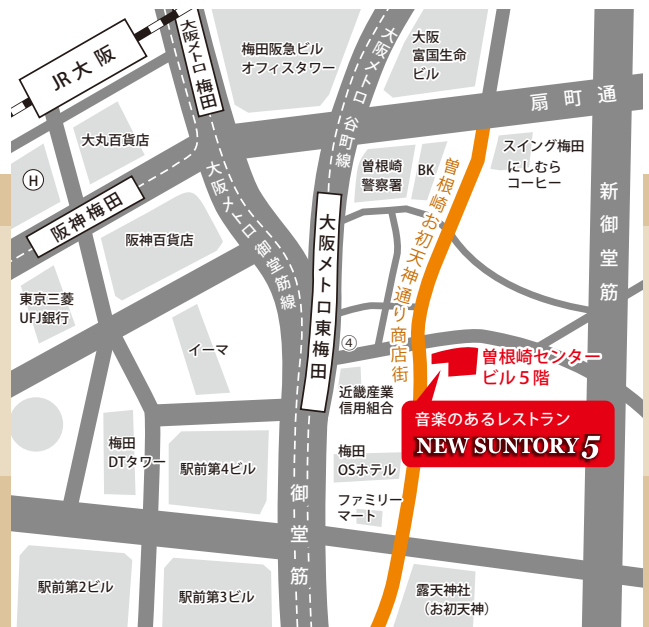 JR大阪
大阪メトロ 梅田
梅田阪急ビル
オフィスタワー
大阪メトロ 谷町線
大阪
富国生命
ビル
扇町通
大丸百貨店
スイング梅田
にしむら
コーヒー
曽根崎
警察署
BK
H
阪神梅田
大阪メトロ 御堂筋線
曽根崎お初天神通り商店街
新御堂筋
阪神百貨店
大阪メトロ東梅田
東京三菱
UFJ銀行
イーマ
④
曽根崎センター
ビル5階
近畿産業
信用組合
音楽のあるレストラン
NEW SUNTORY 5
梅田
DTタワー
駅前第4ビル
梅田
OSホテル
御堂筋
ファミリー
マート
駅前第2ビル
駅前第3ビル
露天神社
(お初天神)